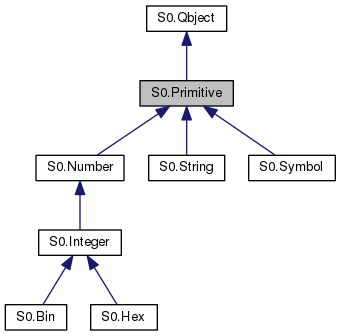 S0.Qbject
S0.Primitive
S0.Number
S0.String
S0.Symbol
S0.Integer
S0.Bin
S0.Hex